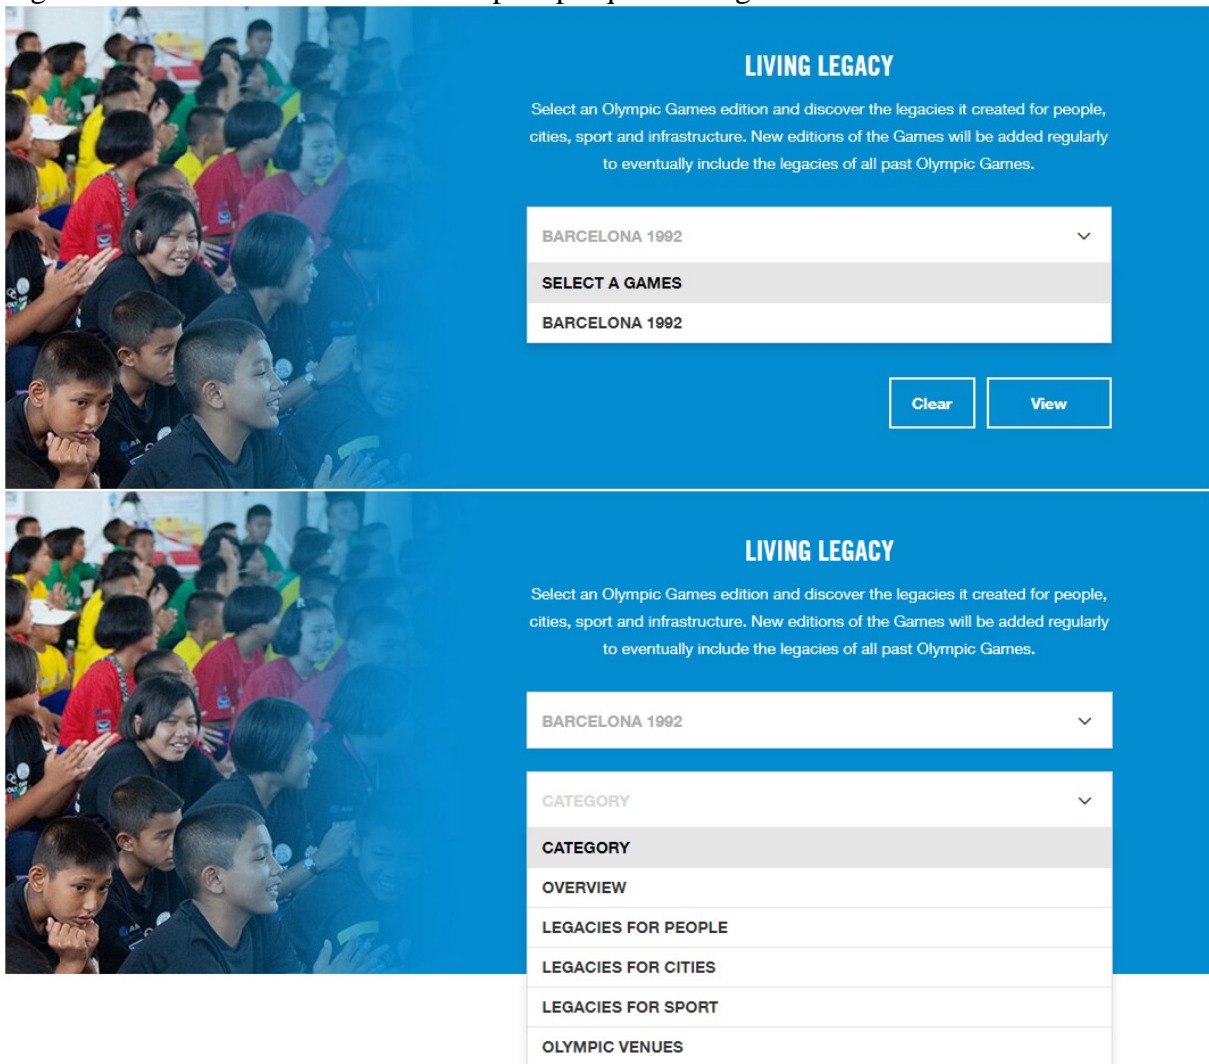 LIVING LEGACY
Select an Olympic Games edition and discover the legacies it created for people,
cities, sport and infrastructure. New editions of the Games will be added regularly
to eventually include the legacies of all past Olympic Games.
BARCELONA 1992
SELECT A GAMES
BARCELONA 1992
Clear View
LIVING LEGACY
Select an Olympic Games edition and discover the legacies it created for people,
cities, sport and infrastructure. New editions of the Games will be added regularly
to eventually include the legacies of all past Olympic Games.
BARCELONA 1992
CATEGORY
CATEGORY
OVERVIEW
LEGACIES FOR PEOPLE
LEGACIES FOR CITIES
LEGACIES FOR SPORT
OLYMPIC VENUES